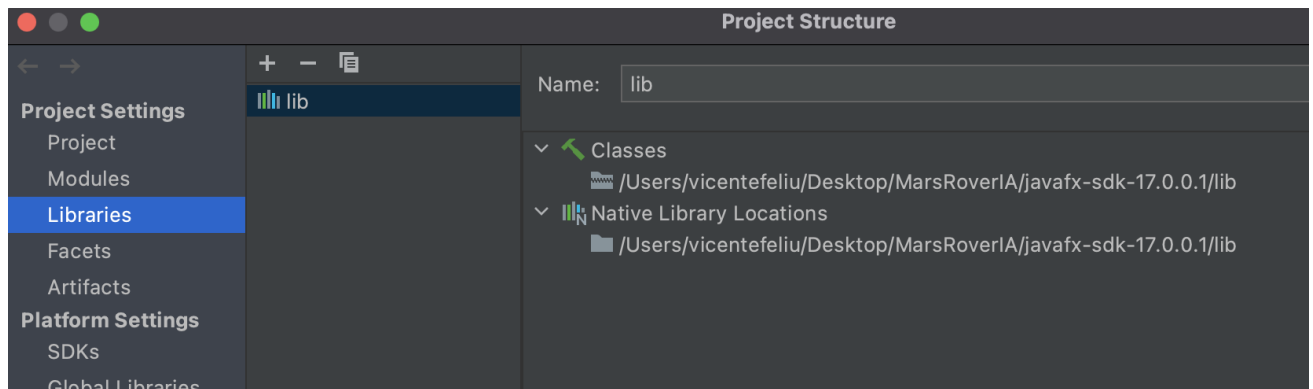 Project Structure
Project Settings
Project
Modules
Libraries
Facets
Artifacts
Platform Settings
SDKs
Global Libraries
lib
Name: lib
Classes
/Users/vicentefeliu/Desktop/MarsRoverIA/javafx-sdk-17.0.0.1/lib
Native Library Locations
/Users/vicentefeliu/Desktop/MarsRoverIA/javafx-sdk-17.0.0.1/lib